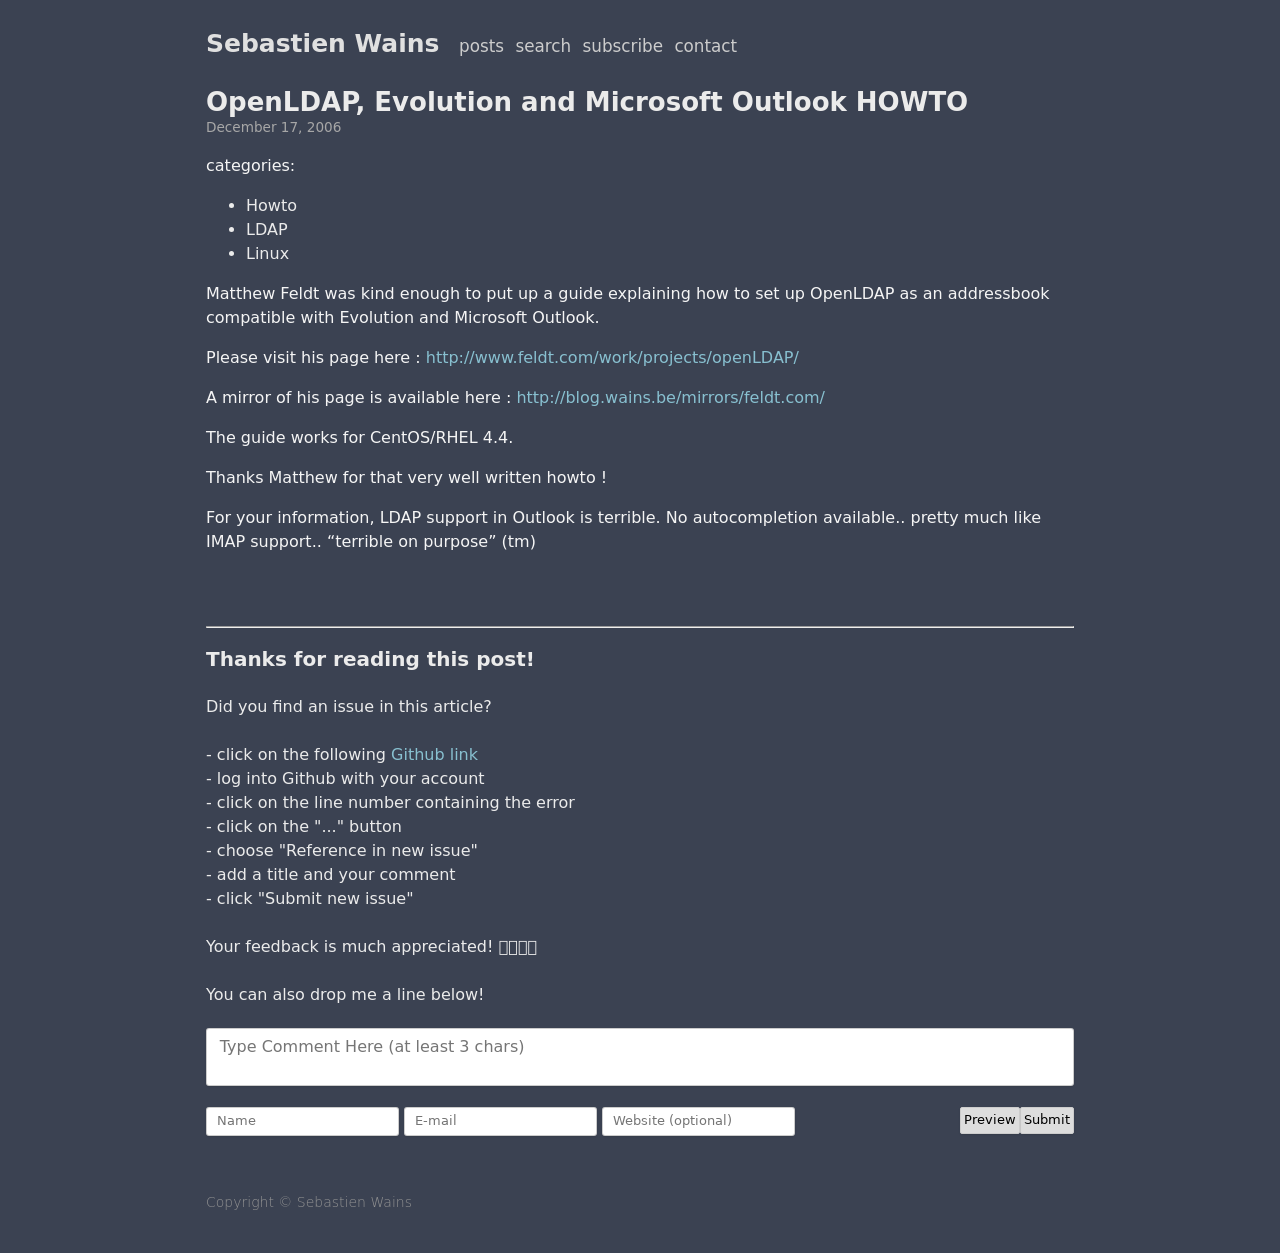 Sebastien Wains posts search subscribe contact
OpenLDAP, Evolution and Microsoft Outlook HOWTO
December 17, 2006
categories:
• Howto
• LDAP
• Linux
Matthew Feldt was kind enough to put up a guide explaining how to set up OpenLDAP as an addressbook
compatible with Evolution and Microsoft Outlook.
Please visit his page here : http://www.feldt.com/work/projects/openLDAP/
A mirror of his page is available here : http://blog.wains.be/mirrors/feldt.com/
The guide works for CentOS/RHEL 4.4.
Thanks Matthew for that very well written howto !
For your information, LDAP support in Outlook is terrible. No autocompletion available.. pretty much like
IMAP support.. “terrible on purpose” (tm)
Thanks for reading this post!
Did you find an issue in this article?
- click on the following Github link
- log into Github with your account
- click on the line number containing the error
- click on the "..." button
- choose "Reference in new issue"
- add a title and your comment
- click "Submit new issue"
Your feedback is much appreciated!
You can also drop me a line below!
Type Comment Here (at least 3 chars)
Name E-mail Website (optional) Preview Submit
Copyright © Sebastien Wains